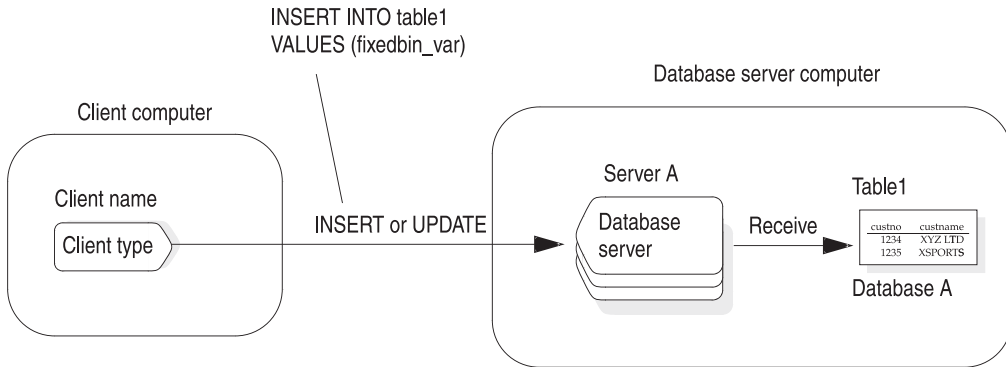 INSERT INTO table1
VALUES (fixedbin_var)
Database server computer
Client computer
Server A
Table1
Client name
Client type
INSERT or UPDATE
Database
server
Receive
custno custname
1234 XYZ LTD
1235 XSPORTS
Database A